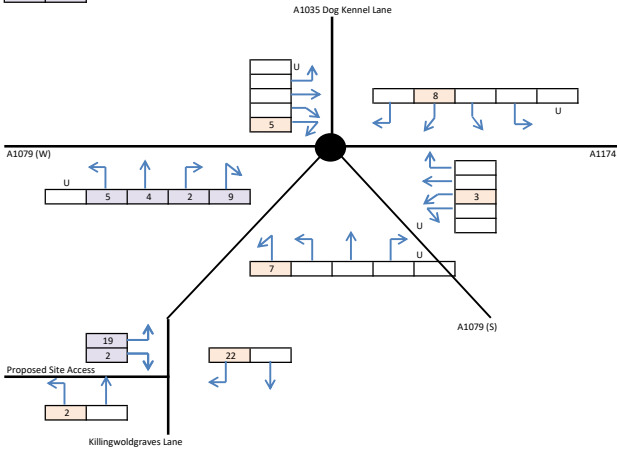 A1035 Dog Kennel Lane
U
8
5
U
A1079 (W)
A1174
U
5
4
2
9
3
U
U
7
A1079 (S)
19
2
22
Proposed Site Access
2
Killingwoldgraves Lane